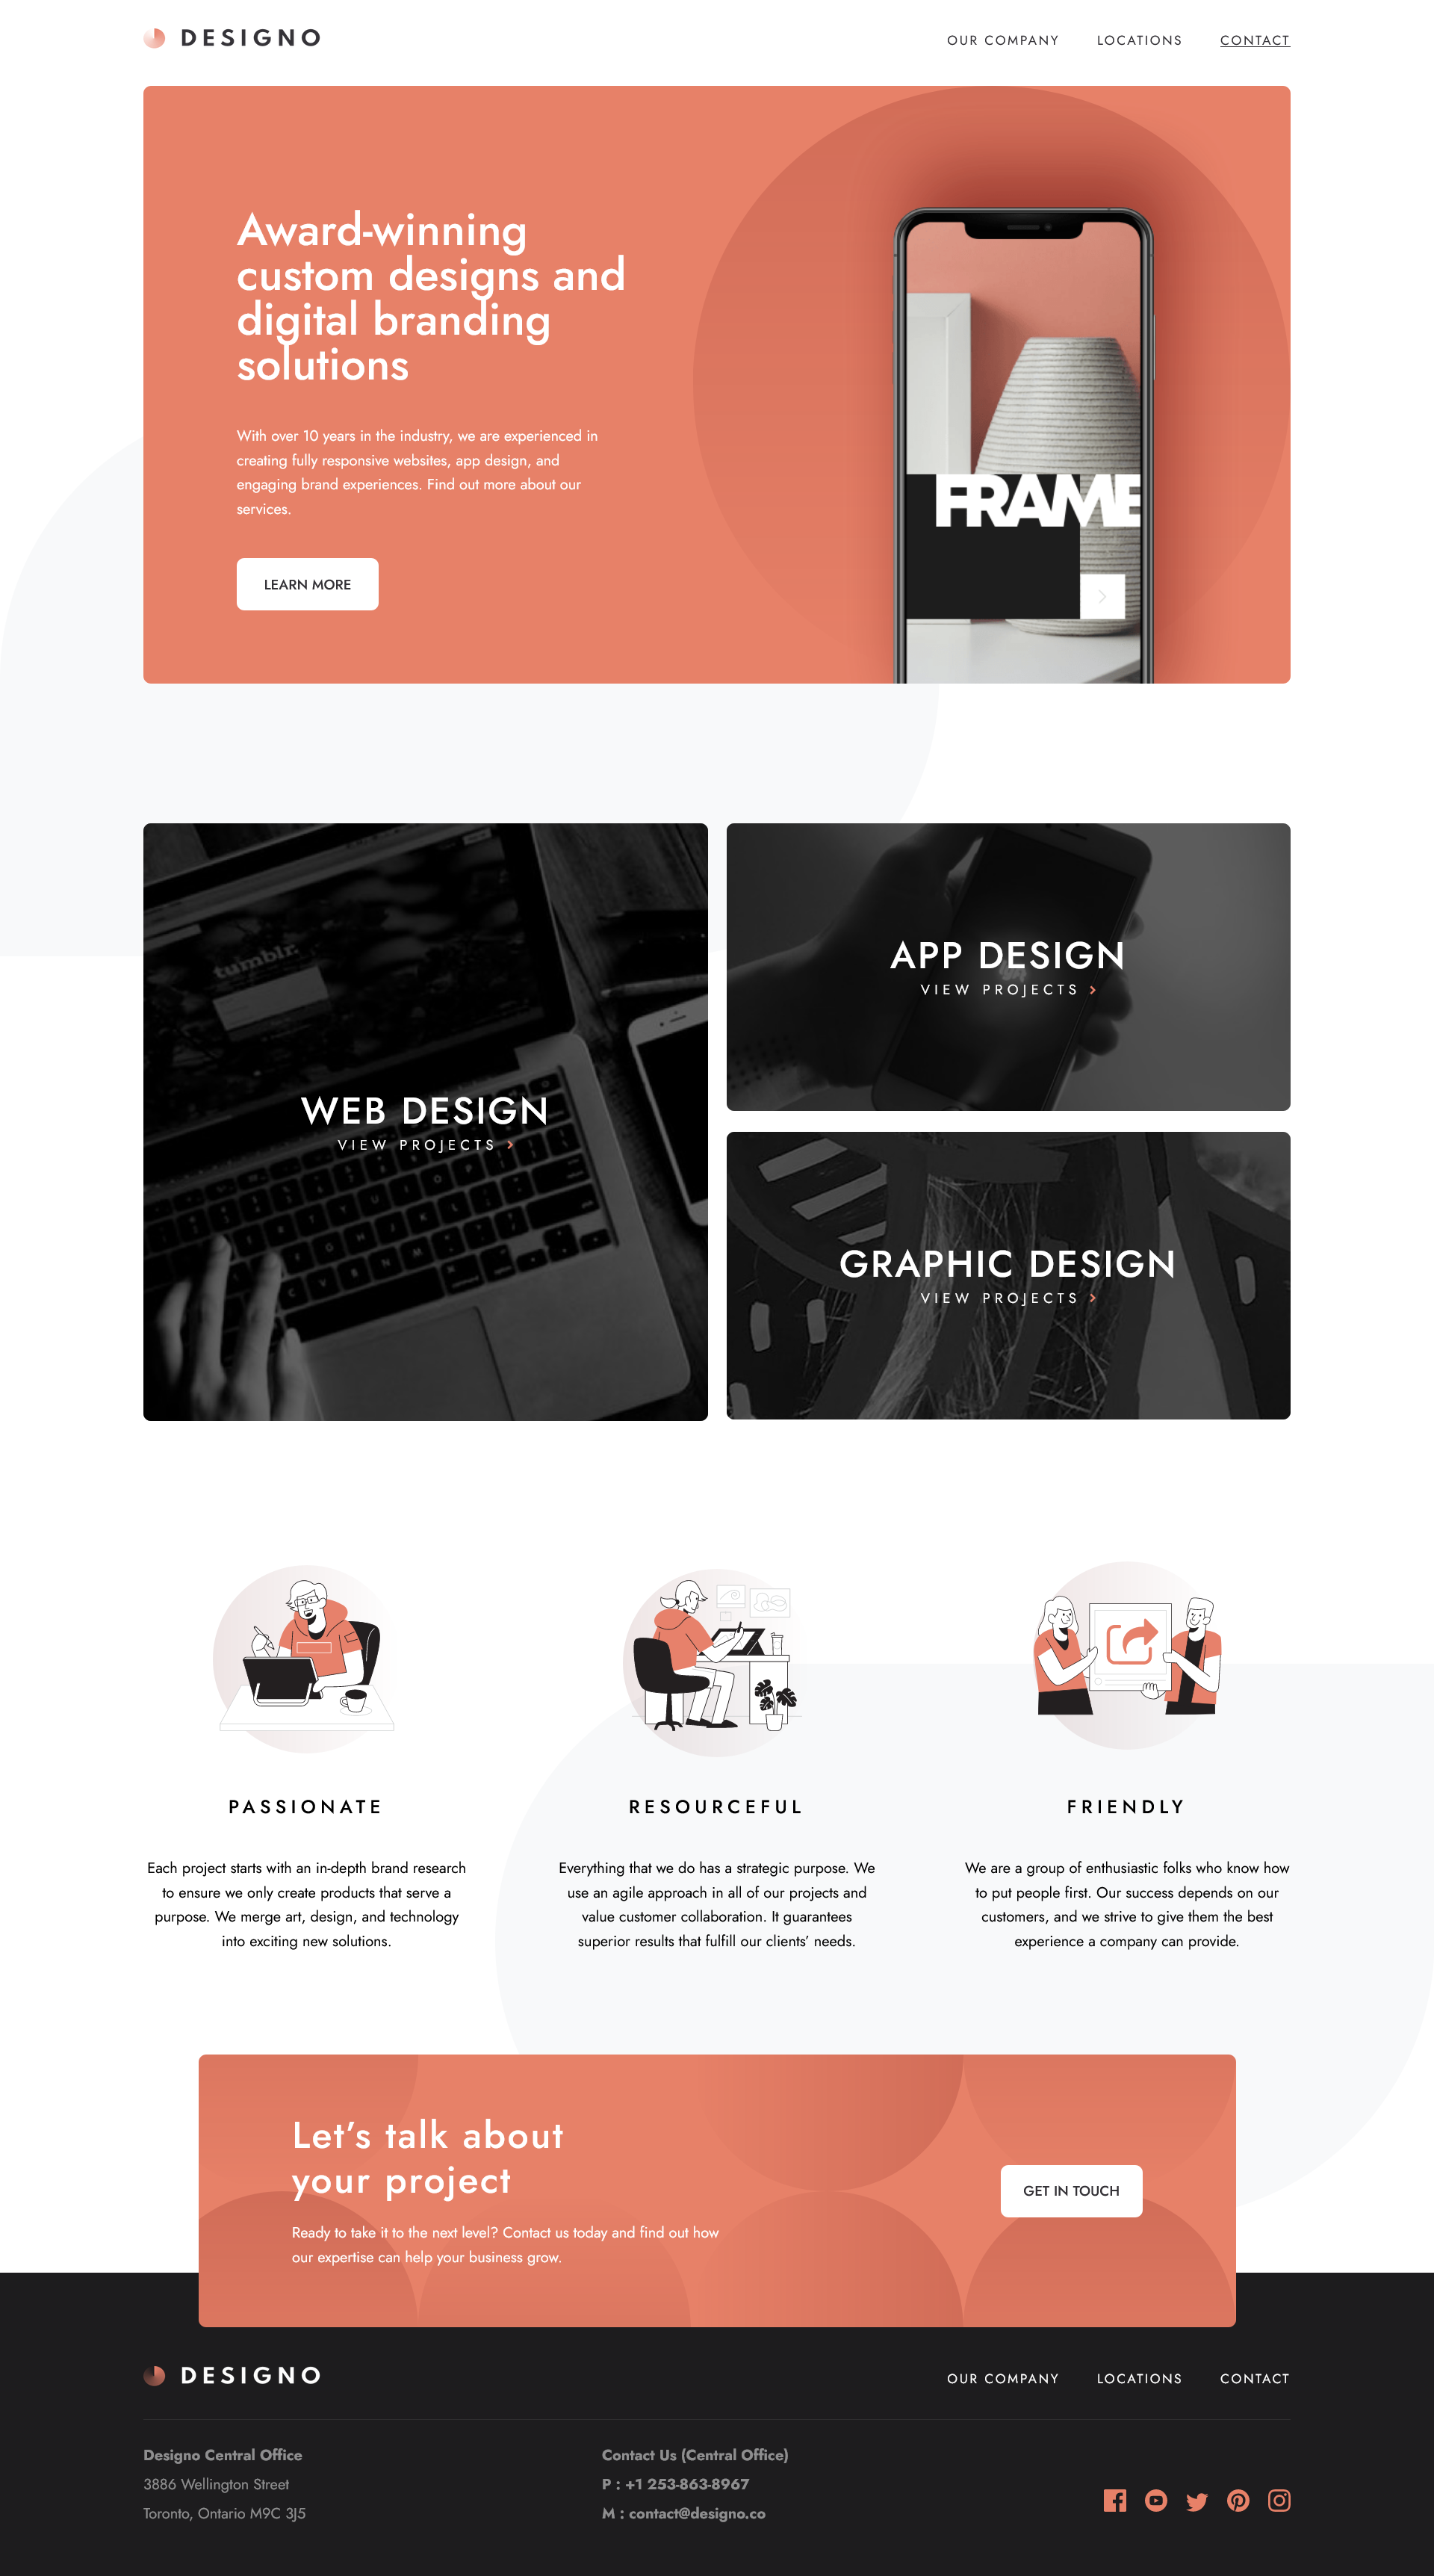 DESIGNO
OUR COMPANY
LOCATIONS
CONTACT
Award-winning
custom designs and
digital branding
solutions
With over 10 years in the industry, we are experienced in
creating fully responsive websites, app design, and
engaging brand experiences. Find out more about our
services.
LEARN MORE
FRAME
tumblr.
WEB DESIGN
VIEW PROJECTS
APP DESIGN
VIEW PROJECTS
GRAPHIC DESIGN
VIEW PROJECTS
PASSIONATE
Each project starts with an in-depth brand research
to ensure we only create products that serve a
purpose. We merge art, design, and technology
into exciting new solutions.
RESOURCEFUL
Everything that we do has a strategic purpose. We
use an agile approach in all of our projects and
value customer collaboration. It guarantees
superior results that fulfill our clients’ needs.
FRIENDLY
We are a group of enthusiastic folks who know how
to put people first. Our success depends on our
customers, and we strive to give them the best
experience a company can provide.
Let’s talk about
your project
Ready to take it to the next level? Contact us today and find out how
our expertise can help your business grow.
GET IN TOUCH
DESIGNO
OUR COMPANY
LOCATIONS
CONTACT
Designo Central Office
3886 Wellington Street
Toronto, Ontario M9C 3J5
Contact Us (Central Office)
P : +1 253-863-8967
M : contact@designo.co